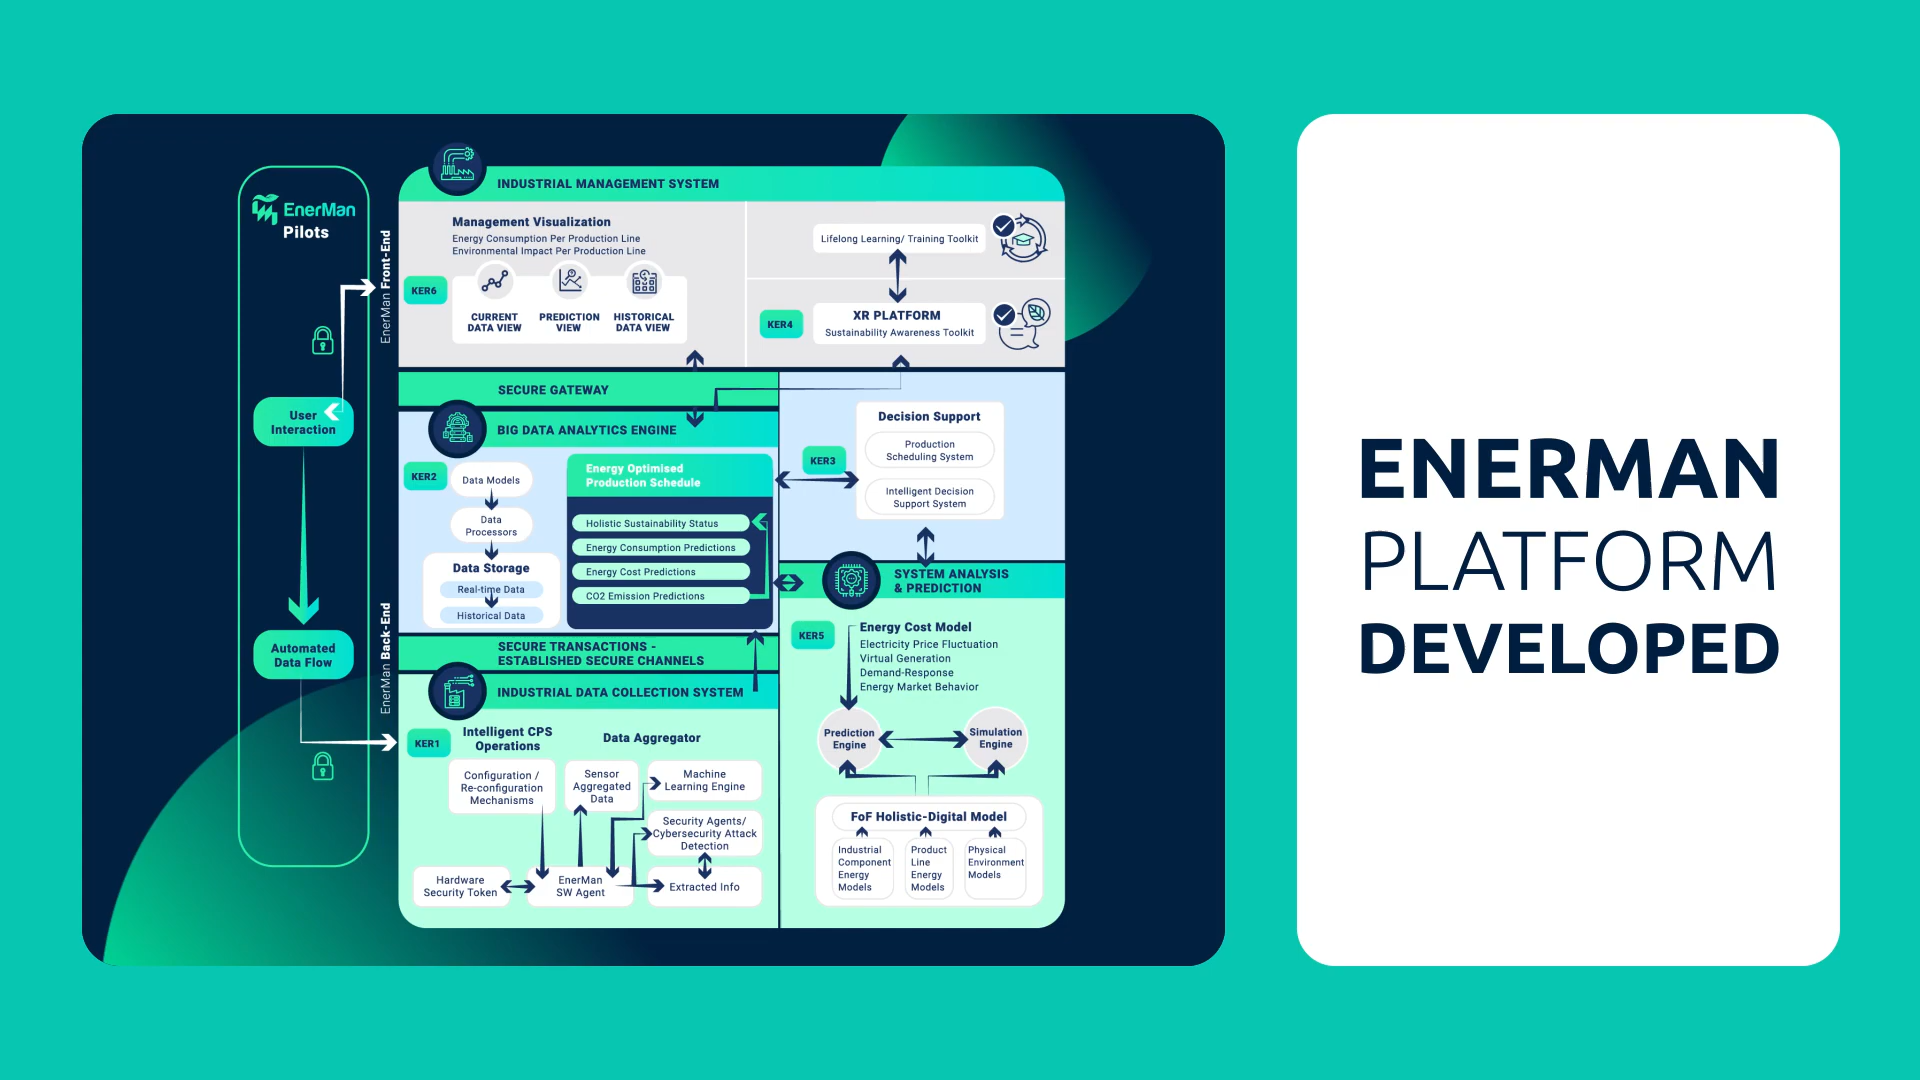 EnerMan
Pilots
User
Interaction
Automated
Data Flow
EnerMan Front-End
EnerMan Back-End
INDUSTRIAL MANAGEMENT SYSTEM
Management Visualization
Energy Consumption Per Production Line
Environmental Impact Per Production Line
KER6
CURRENT
DATA VIEW
PREDICTION
VIEW
HISTORICAL
DATA VIEW
Lifelong Learning/ Training Toolkit
KER4
XR PLATFORM
Sustainability Awareness Toolkit
SECURE GATEWAY
BIG DATA ANALYTICS ENGINE
KER2
Data Models
Data
Processors
Data Storage
Real-time Data
Historical Data
Energy Optimised
Production Schedule
Holistic Sustainability Status
Energy Consumption Predictions
Energy Cost Predictions
CO2 Emission Predictions
KER3
Decision Support
Production
Scheduling System
Intelligent Decision
Support System
SYSTEM ANALYSIS
& PREDICTION
KER5
Energy Cost Model
Electricity Price Fluctuation
Virtual Generation
Demand-Response
Energy Market Behavior
Prediction
Engine
Simulation
Engine
FoF Holistic-Digital Model
Industrial
Component
Energy
Models
Product
Line
Energy
Models
Physical
Environment
Models
SECURE TRANSACTIONS -
ESTABLISHED SECURE CHANNELS
INDUSTRIAL DATA COLLECTION SYSTEM
KER1
Intelligent CPS
Operations
Data Aggregator
Configuration /
Re-configuration
Mechanisms
Sensor
Aggregated
Data
Machine
Learning Engine
Security Agents/
Cybersecurity Attack
Detection
Hardware
Security Token
EnerMan
SW Agent
Extracted Info
ENERMAN
PLATFORM
DEVELOPED